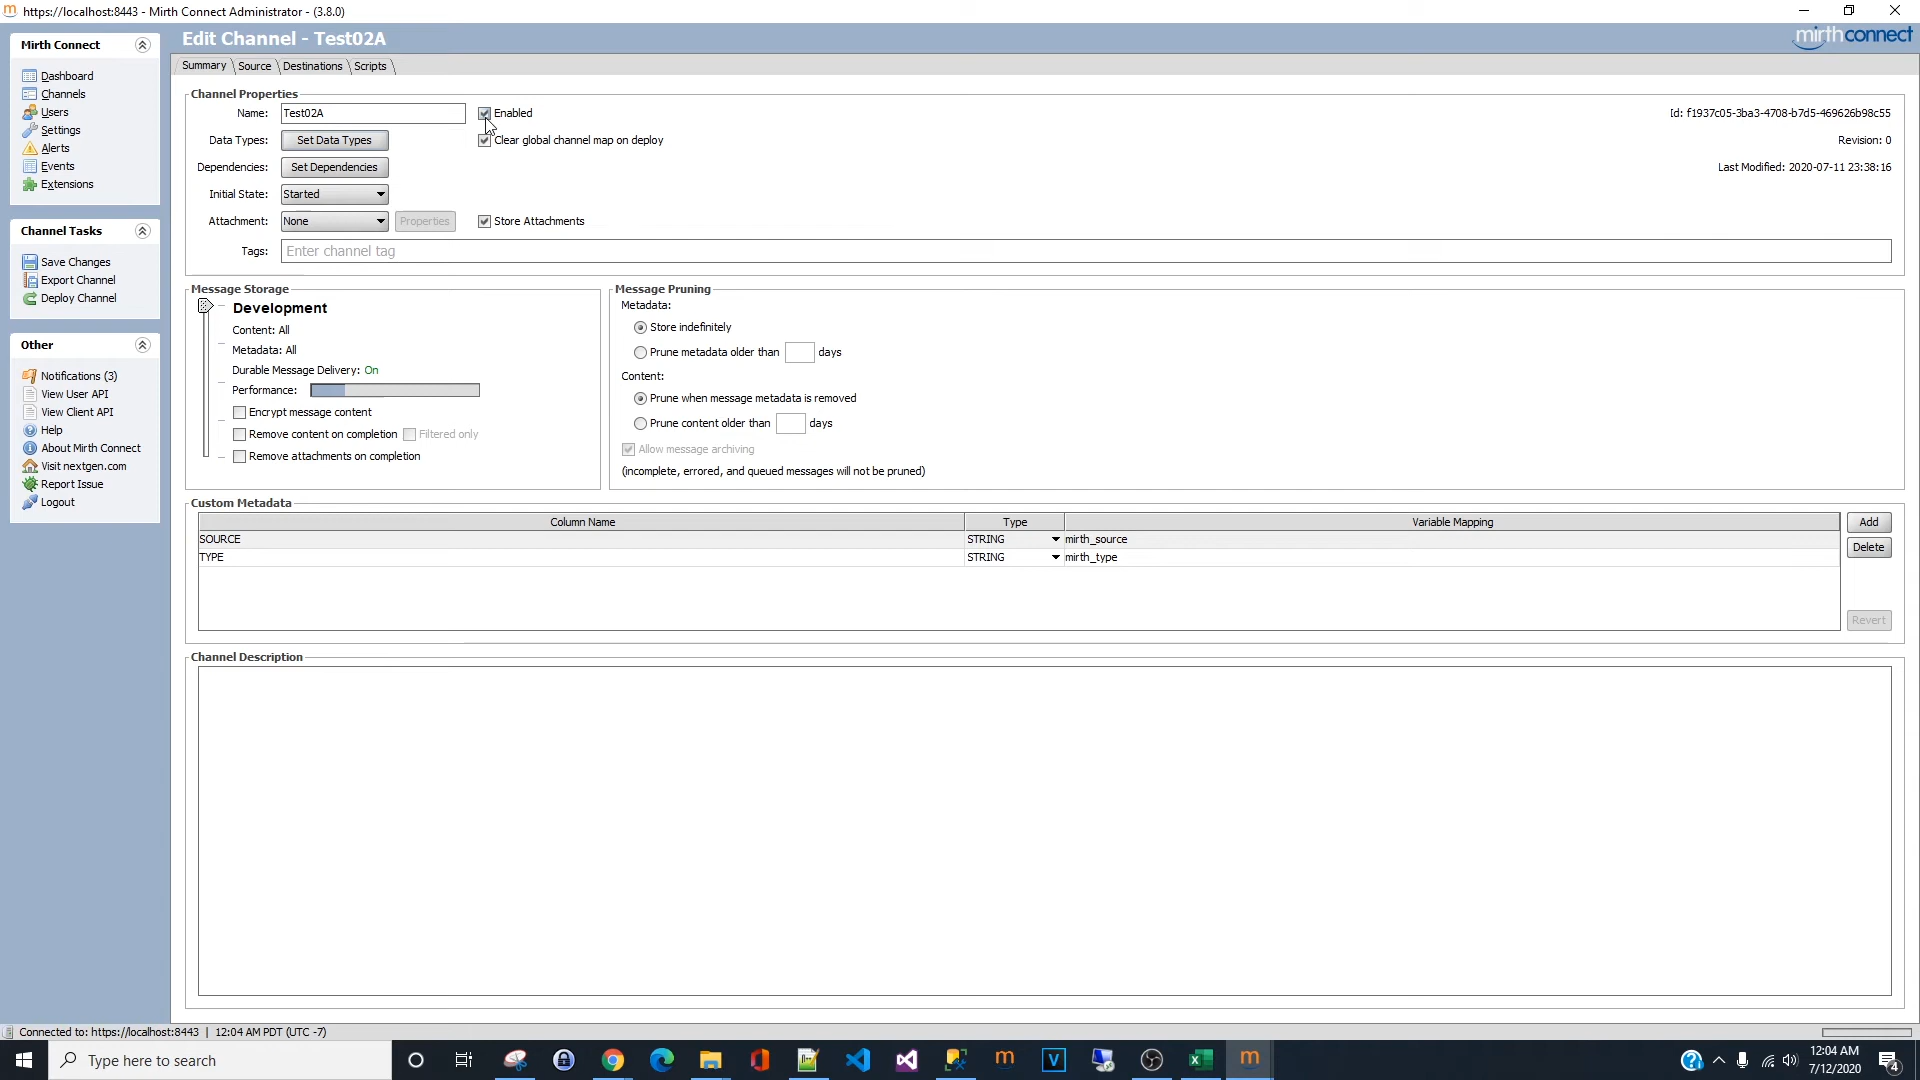 https://localhost:8443 - Mirth Connect Administrator - (3.8.0)
Mirth Connect
Dashboard
Channels
Users
Settings
Alerts
Events
Extensions
Channel Tasks
Save Changes
Export Channel
Deploy Channel
Other
Notifications (3)
View User API
View Client API
Help
About Mirth Connect
Visit nextgen.com
Report Issue
Logout
Edit Channel - Test02A
mirthconnect
Summary Source Destinations Scripts
Channel Properties
Name: Test02A Enabled Id: f1937c05-3ba3-4708-b7d5-469626b98c55
Data Types: Set Data Types Clear global channel map on deploy Revision: 0
Dependencies: Set Dependencies Last Modified: 2020-07-11 23:38:16
Initial State: Started
Attachment: None Properties Store Attachments
Tags: Enter channel tag
Message Storage
Development
Content: All
Metadata: All
Durable Message Delivery: On
Performance:
Encrypt message content
Remove content on completion Filtered only
Remove attachments on completion
Message Pruning
Metadata:
Store indefinitely
Prune metadata older than days
Content:
Prune when message metadata is removed
Prune content older than days
Allow message archiving
(incomplete, errored, and queued messages will not be pruned)
Custom Metadata
Column Name Type Variable Mapping Add
SOURCE STRING mirth_source
TYPE STRING mirth_type
Delete
Revert
Channel Description
Connected to: https://localhost:8443 | 12:04 AM PDT (UTC -7)
Type here to search
12:04 AM
7/12/2020
4